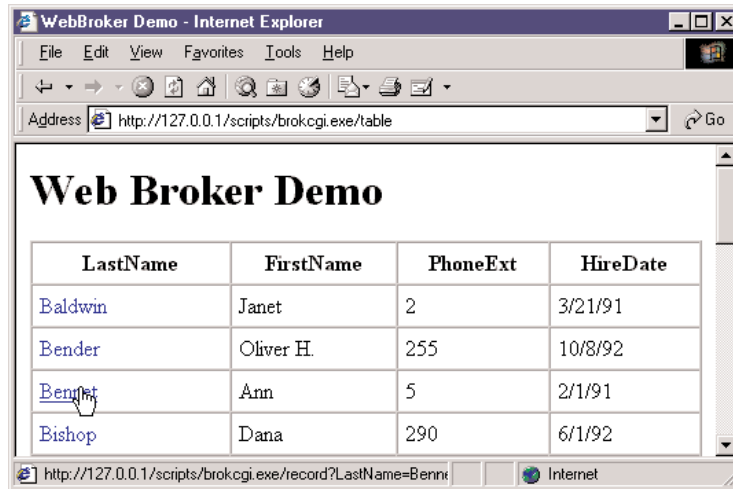 WebBroker Demo - Internet Explorer
File Edit View Favorites Tools Help
Address http://127.0.0.1/scripts/brokcgi.exe/table Go
Web Broker Demo
LastName FirstName PhoneExt HireDate
Baldwin Janet 2 3/21/91
Bender Oliver H. 255 10/8/92
Bennet Ann 5 2/1/91
Bishop Dana 290 6/1/92
http://127.0.0.1/scripts/brokcgi.exe/record?LastName=Benne Internet